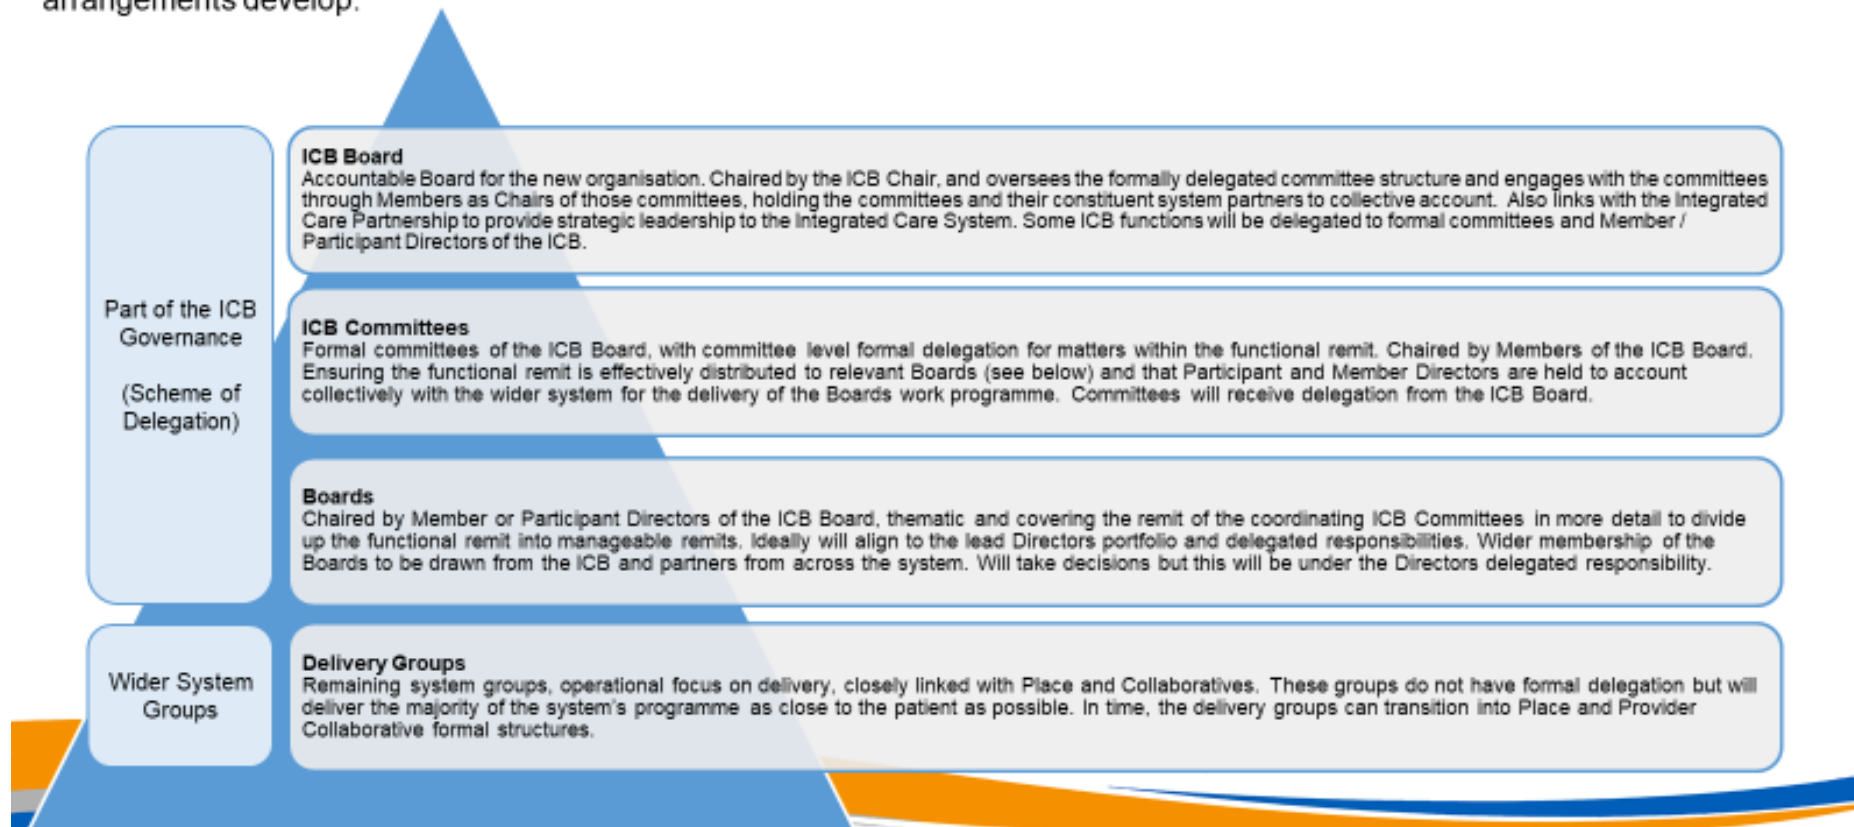 arrangements develop.
Part of the ICB
Governance
(Scheme of
Delegation)
ICB Board
Accountable Board for the new organisation. Chaired by the ICB Chair, and oversees the formally delegated committee structure and engages with the committees
through Members as Chairs of those committees, holding the committees and their constituent system partners to collective account. Also links with the Integrated
Care Partnership to provide strategic leadership to the Integrated Care System. Some ICB functions will be delegated to formal committees and Member /
Participant Directors of the ICB.
ICB Committees
Formal committees of the ICB Board, with committee level formal delegation for matters within the functional remit. Chaired by Members of the ICB Board.
Ensuring the functional remit is effectively distributed to relevant Boards (see below) and that Participant and Member Directors are held to account
collectively with the wider system for the delivery of the Boards work programme. Committees will receive delegation from the ICB Board.
Boards
Chaired by Member or Participant Directors of the ICB Board, thematic and covering the remit of the coordinating ICB Committees in more detail to divide
up the functional remit into manageable remits. Ideally will align to the lead Directors portfolio and delegated responsibilities. Wider membership of the
Boards to be drawn from the ICB and partners from across the system. Will take decisions but this will be under the Directors delegated responsibility.
Wider System
Groups
Delivery Groups
Remaining system groups, operational focus on delivery, closely linked with Place and Collaboratives. These groups do not have formal delegation but will
deliver the majority of the system's programme as close to the patient as possible. In time, the delivery groups can transition into Place and Provider
Collaborative formal structures.